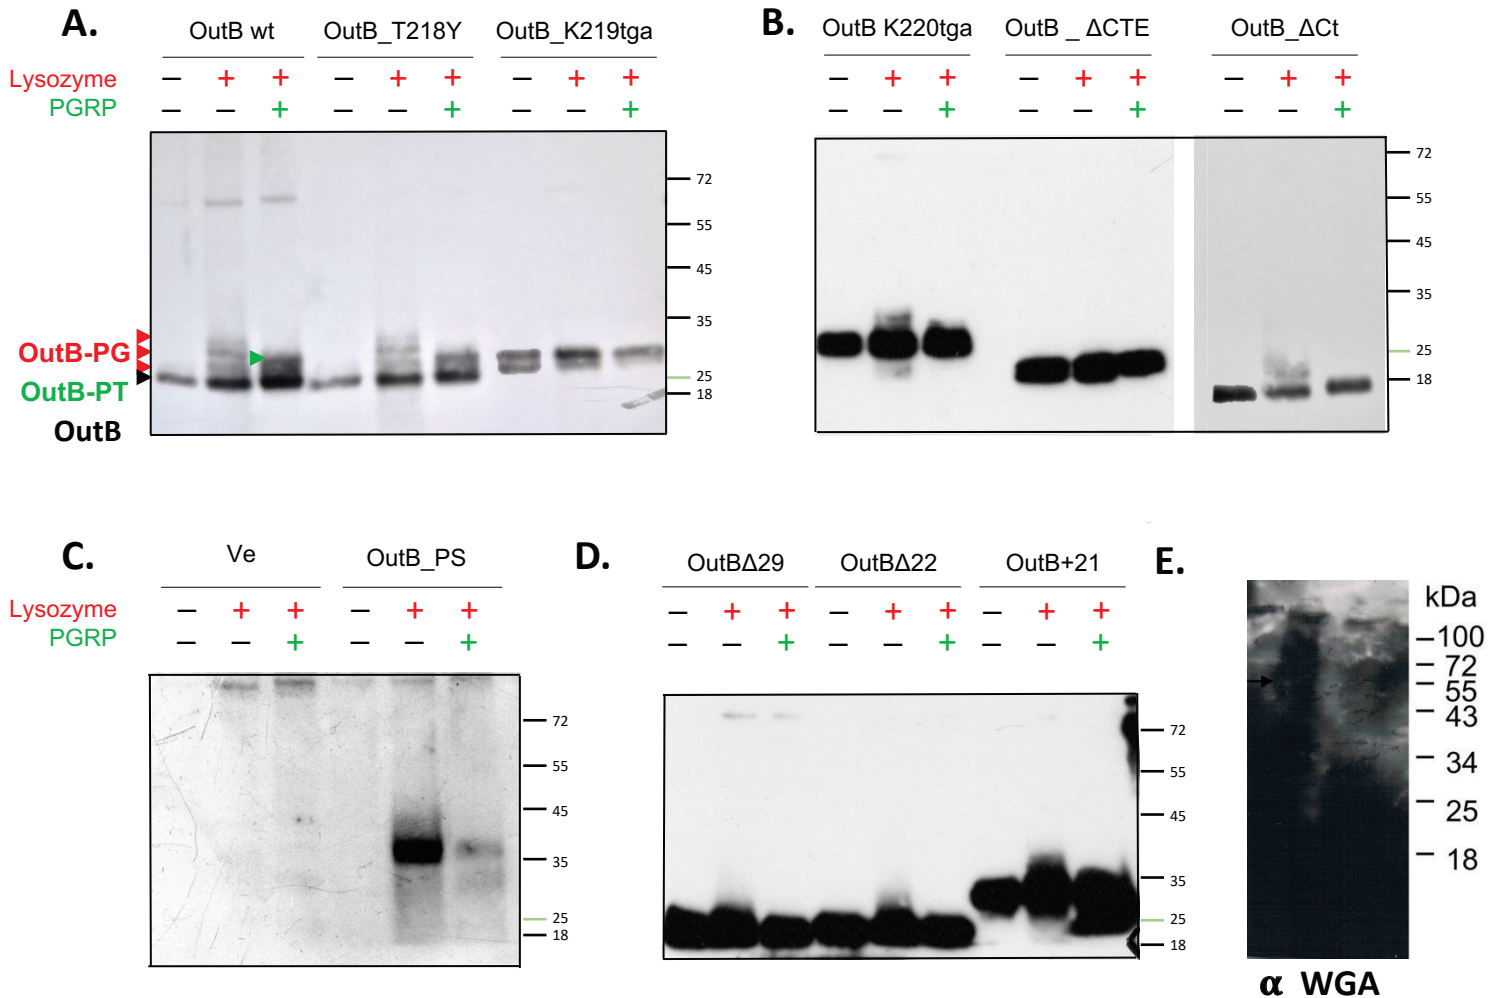 A.
OutB wt OutB_T218Y OutB_K219tga
Lysozyme − + + − + + − + +
PGRP − − + − − + − − +
72
55
45
35
25
18
OutB-PG
OutB-PT
OutB
B.
OutB K220tga OutB _ ΔCTE OutB_ΔCt
− + + − + + − + +
− − + − − + − − +
72
55
45
35
25
18
C.
Ve OutB_PS
Lysozyme − + + − + +
PGRP − − + − − +
72
55
45
35
25
18
D.
OutBΔ29 OutBΔ22 OutB+21
− + + − + + − + +
− − + − − + − − +
72
55
45
35
25
18
E.
kDa
100
72
55
43
34
25
18
α WGA